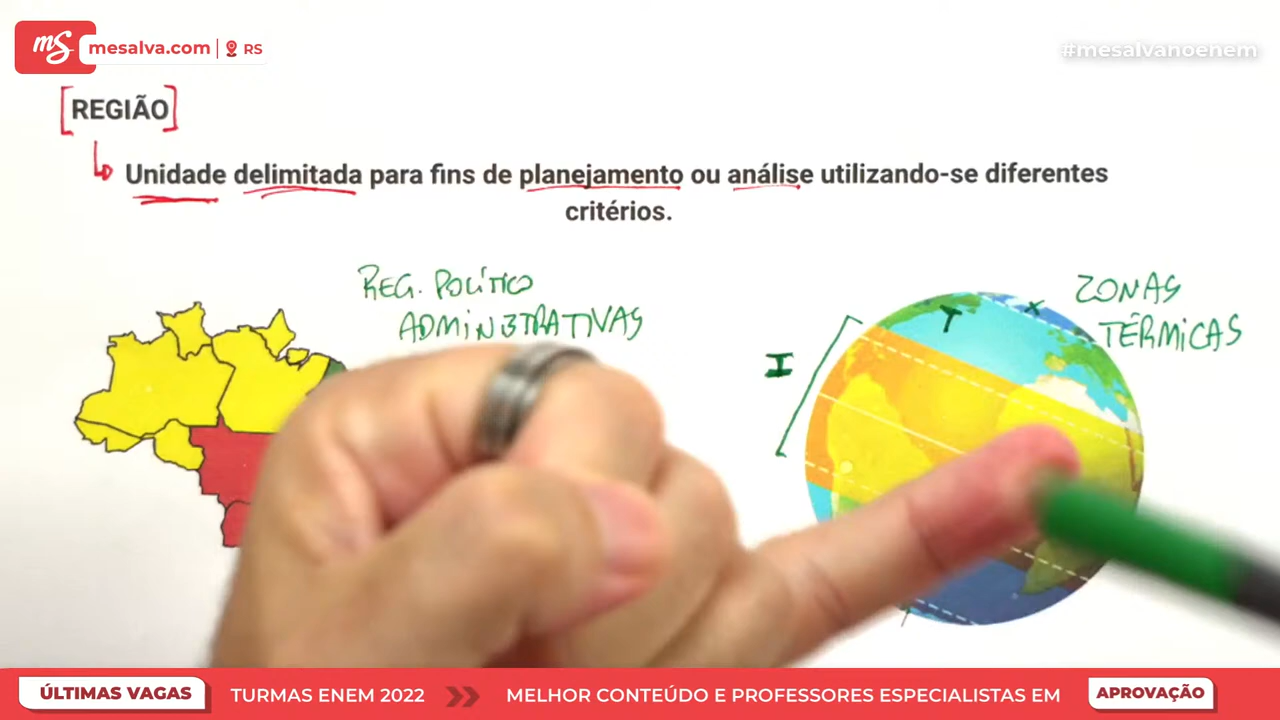 mS mesalva.com | RS
#mesalvanoenem
[REGIÃO]
Unidade delimitada para fins de planejamento ou análise utilizando-se diferentes
critérios.
REG. POLÍTICO
ADMINISTRATIVAS
ZONAS
TÉRMICAS
T
I
ÚLTIMAS VAGAS TURMAS ENEM 2022 MELHOR CONTEÚDO E PROFESSORES ESPECIALISTAS EM APROVAÇÃO